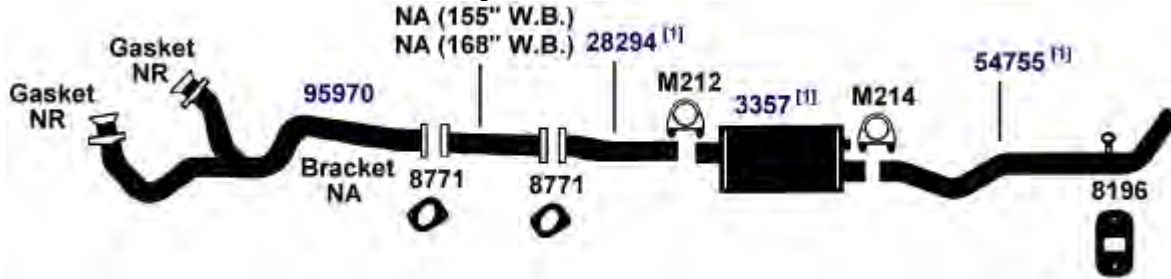 NA (155" W.B.)
NA (168" W.B.)
28294 [1]
54755 [1]
Gasket
NR
Gasket
NR
95970
M212
3357 [1]
M214
Bracket
NA
8771
8771
8196